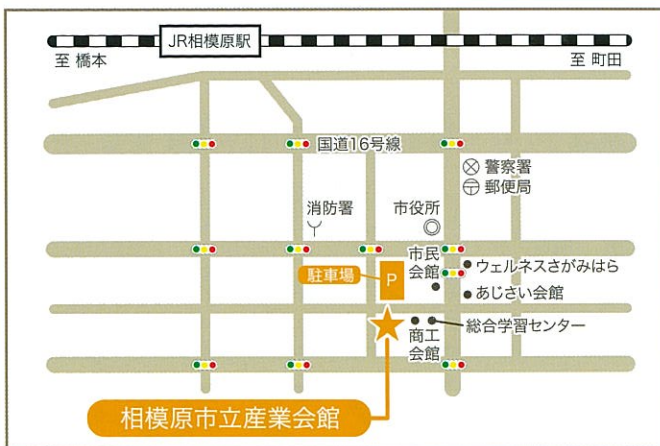 JR相模原駅
至 橋本
至 町田
国道16号線
警察署
郵便局
消防署
市役所
市民
会館
ウェルネスさがみはら
駐車場
P
あじさい会館
商工
会館
総合学習センター
相模原市立産業会館